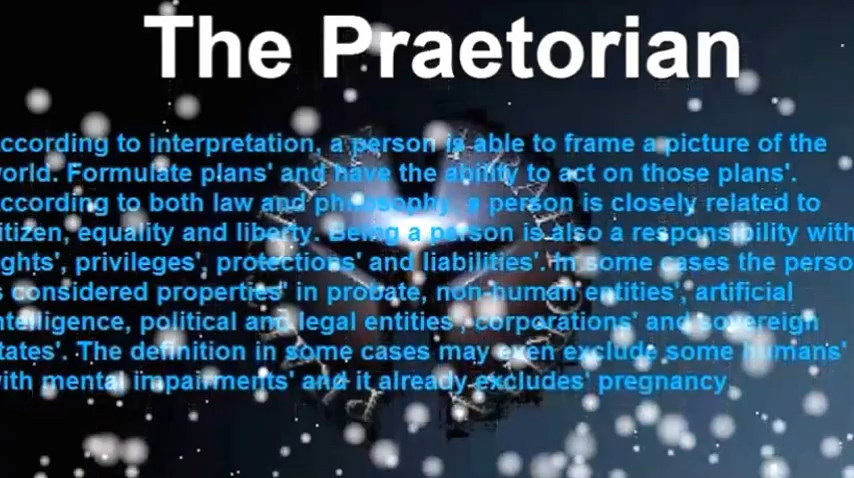 The Praetorian
ccording to interpretation, a person is able to frame a picture of the
orld. Formulate plans' and have the ability to act on those plans'.
ccording to both law and philosophy, a person is closely related to
itizen, equality and liberty. Being a person is also a responsibility with
ghts', privileges', protections' and liabilities'. In some cases the perso
s considered properties' in probate, non-human entities', artificial
ntelligence, political and legal entities', corporations' and sovereign
tates'. The definition in some cases may even exclude some humans'
ith mental impairments' and it already excludes' pregnancy